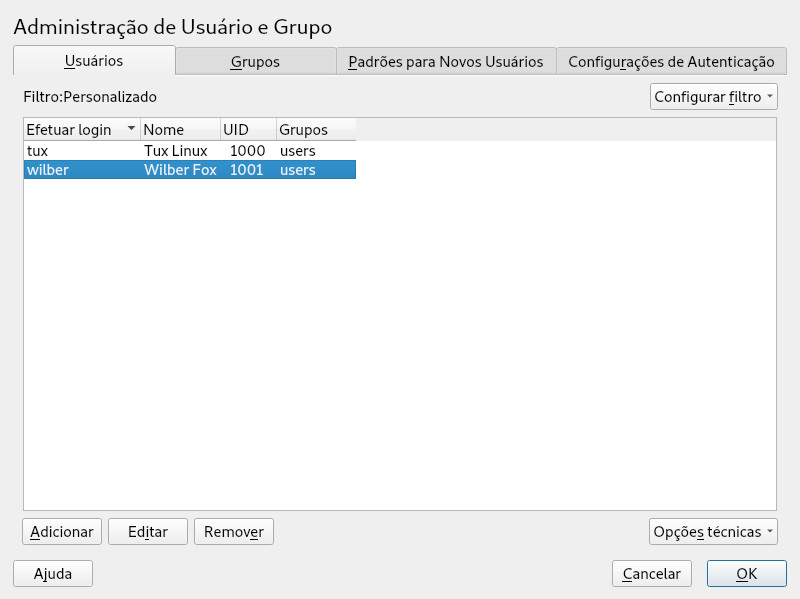 Administração de Usuário e Grupo
Usuários Grupos Padrões para Novos Usuários Configurações de Autenticação
Filtro:Personalizado Configurar filtro
Efetuar login Nome UID Grupos
tux Tux Linux 1000 users
wilber Wilber Fox 1001 users
Adicionar Editar Remover Opções técnicas
Ajuda Cancelar OK